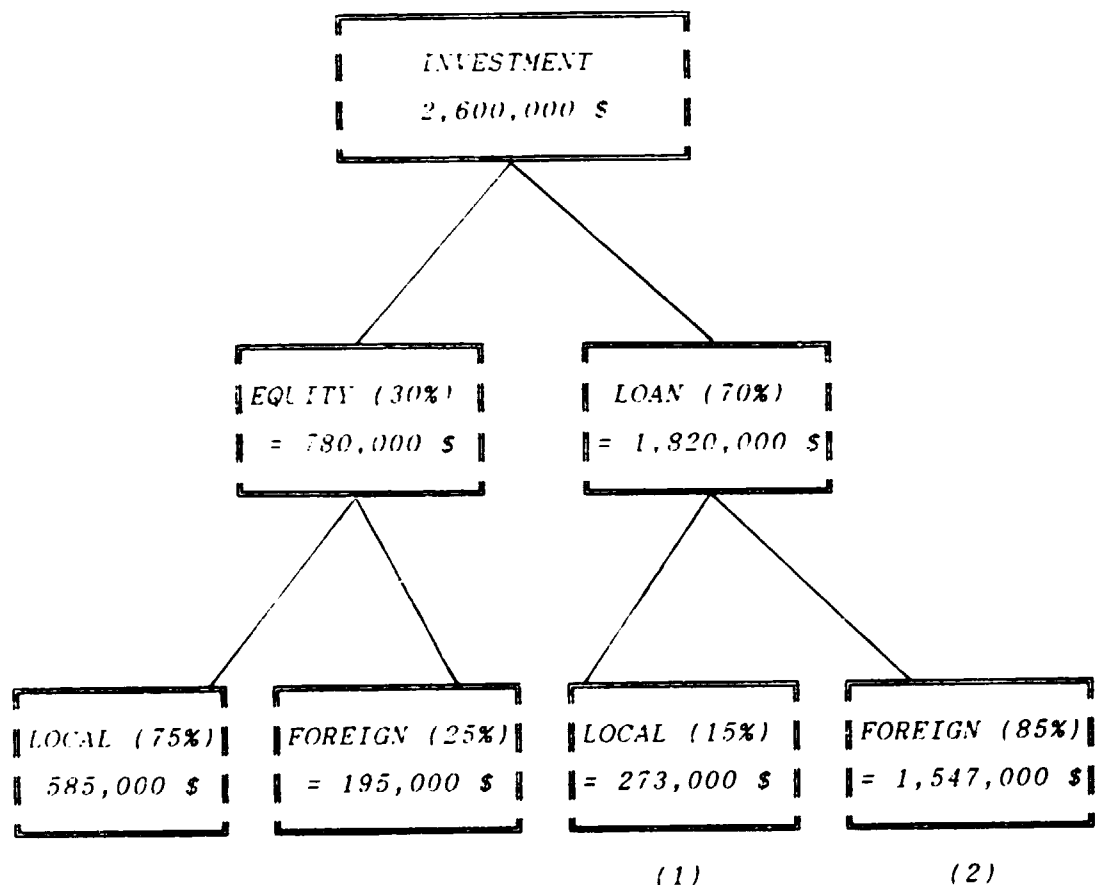 INVESTMENT
2,600,000 $
EQUITY (30%)
= 780,000 $
LOAN (70%)
= 1,820,000 $
LOCAL (75%)
585,000 $
FOREIGN (25%)
= 195,000 $
LOCAL (15%)
= 273,000 $
FOREIGN (85%)
= 1,547,000 $
(1)
(2)